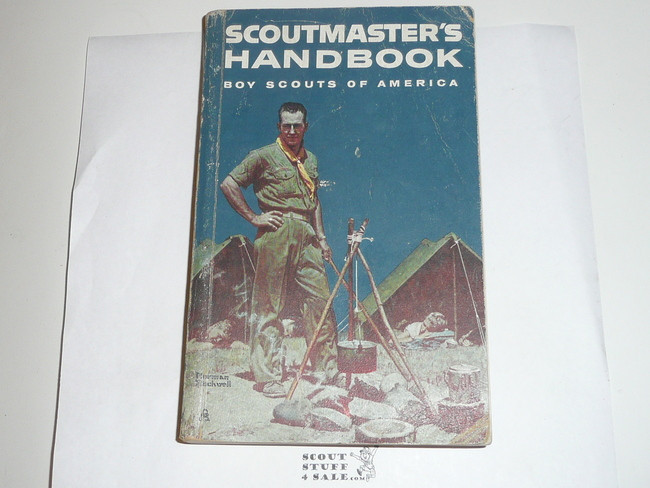 SCOUTMASTER'S
HANDBOOK
BOY SCOUTS OF AMERICA
Norman
Rockwell
SCOUT
STUFF
4 SALE.com